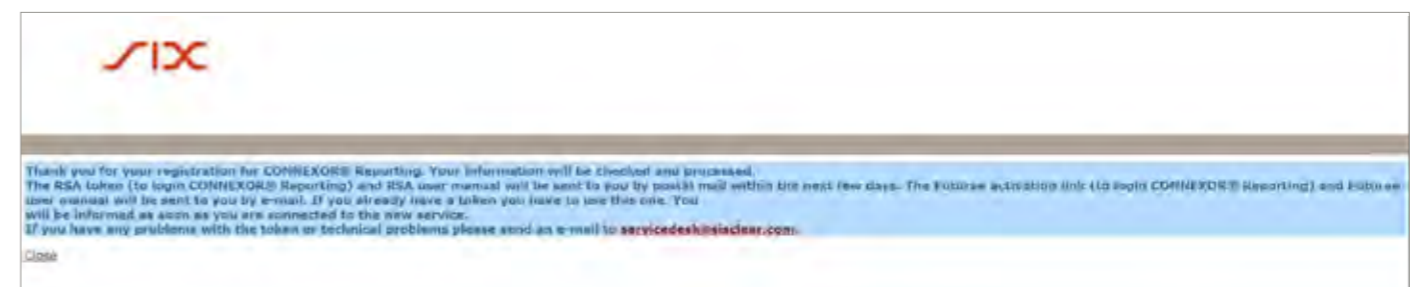 SIX
Thank you for your registration for CONNEXOR® Reporting. Your information will be checked and processed.
The RSA token (to login CONNEXOR® Reporting) and RSA user manual will be sent to you by postal mail within the next few days. The Futurae activation link (to login CONNEXOR® Reporting) and Futurae
user manual will be sent to you by e-mail. If you already have a token you have to use this one. You
will be informed as soon as you are connected to the new service.
If you have any problems with the token or technical problems please send an e-mail to servicedesk@sisclear.com.
Close